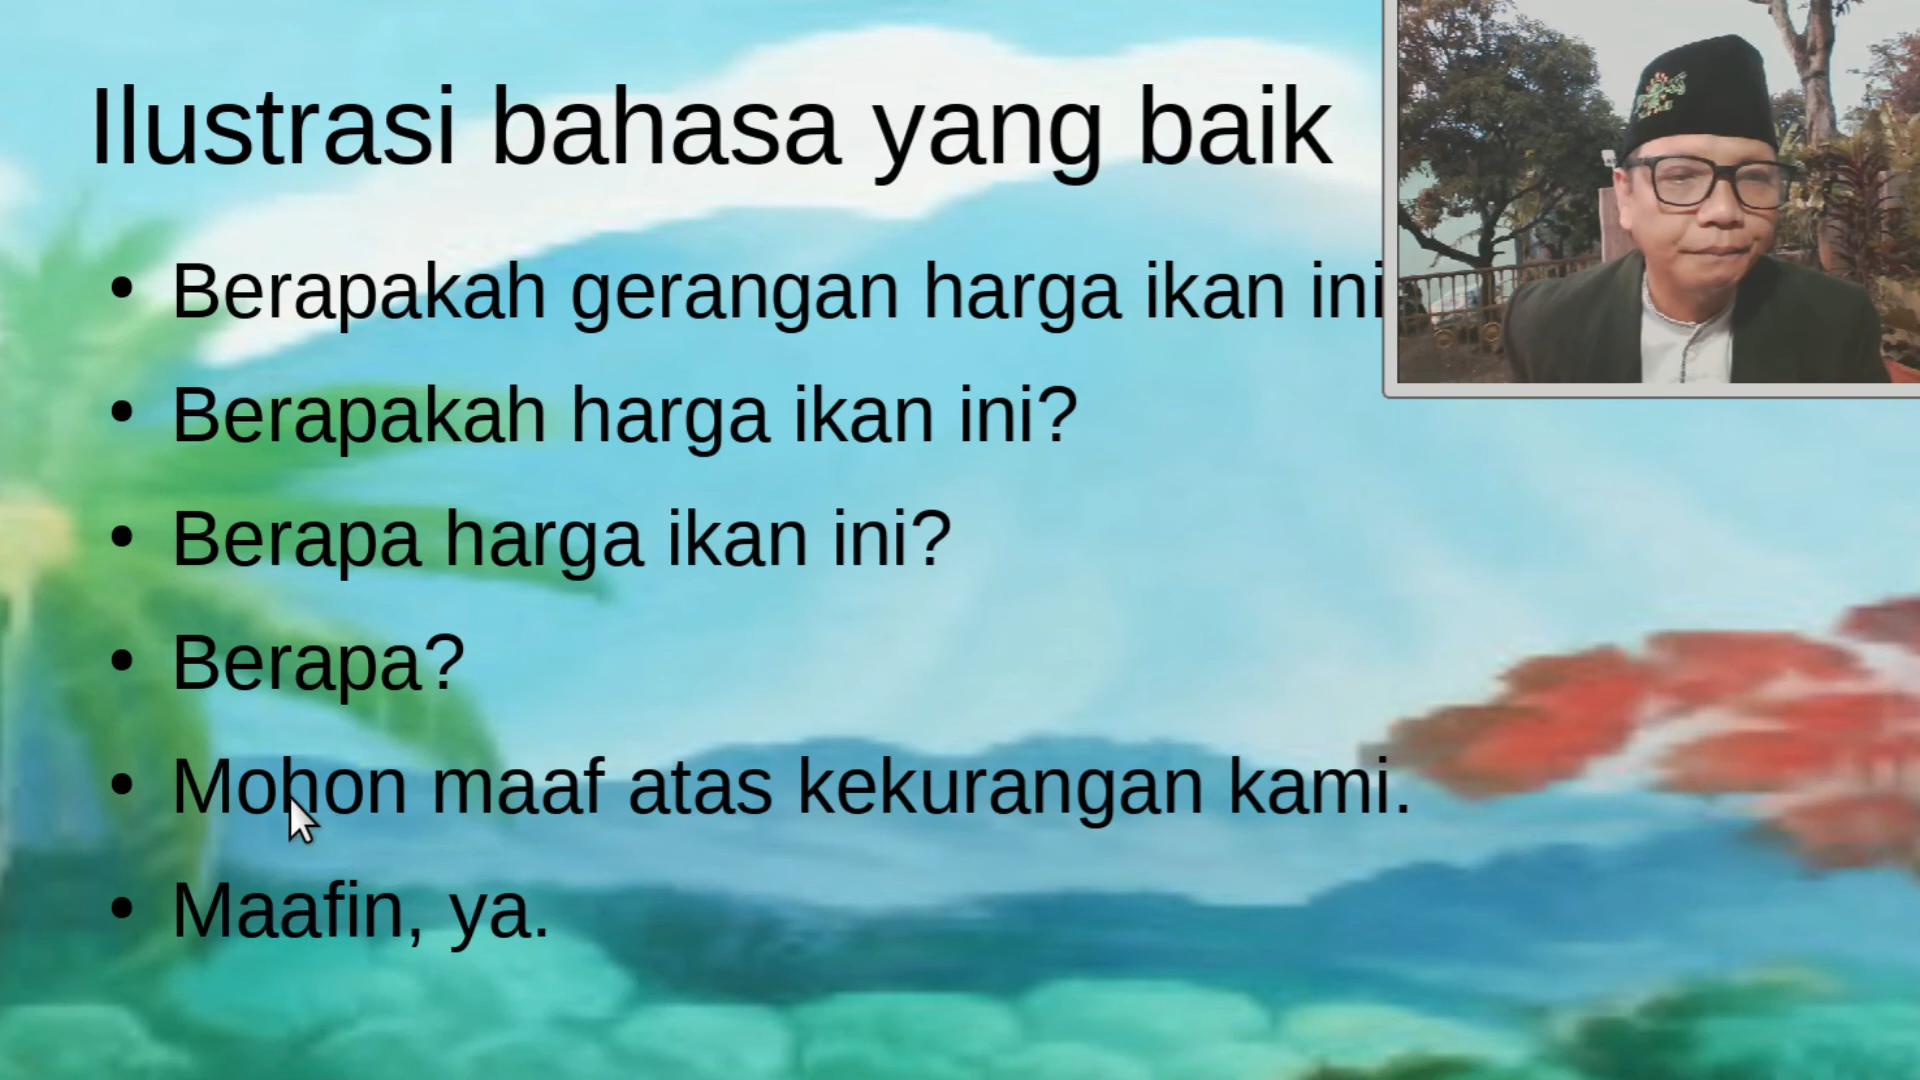 Ilustrasi bahasa yang baik
• Berapakah gerangan harga ikan ini
• Berapakah harga ikan ini?
• Berapa harga ikan ini?
• Berapa?
• Mohon maaf atas kekurangan kami.
• Maafin, ya.